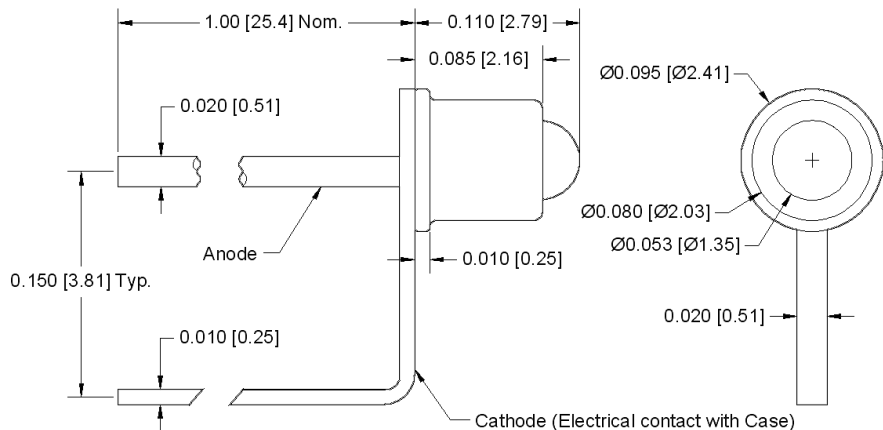 1.00 [25.4] Nom.
0.110 [2.79]
0.085 [2.16]
Ø0.095 [Ø2.41]
0.020 [0.51]
Ø0.080 [Ø2.03]
Ø0.053 [Ø1.35]
Anode
0.010 [0.25]
0.150 [3.81] Typ.
0.020 [0.51]
0.010 [0.25]
Cathode (Electrical contact with Case)